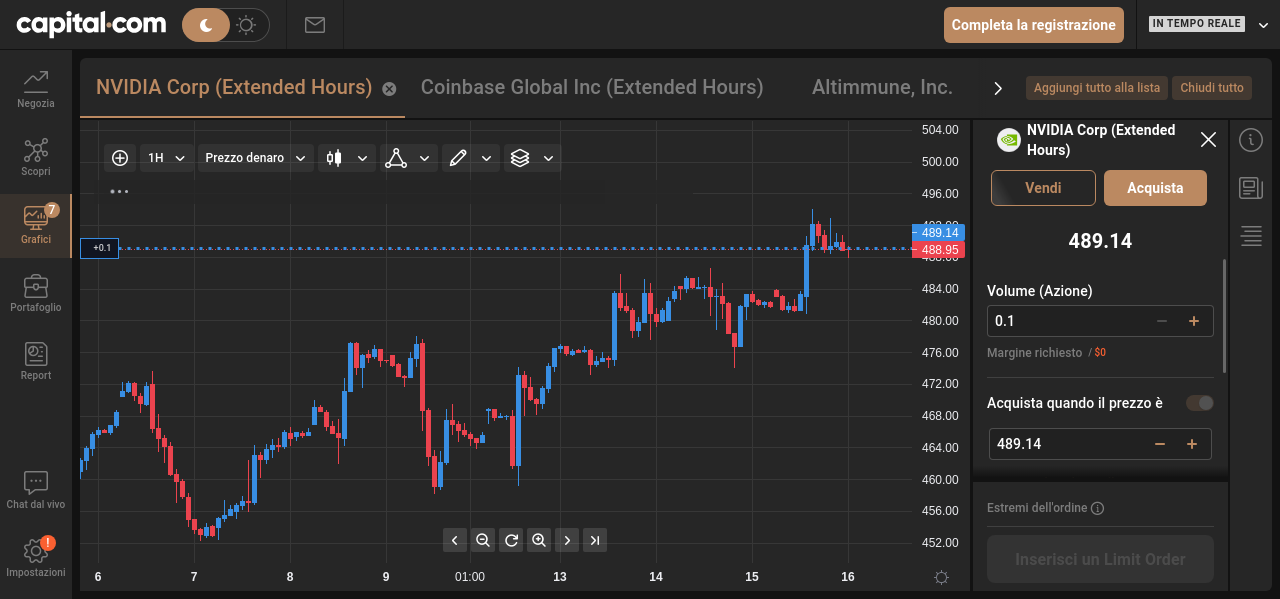 capital.com
Completa la registrazione
IN TEMPO REALE
NVIDIA Corp (Extended Hours)
Coinbase Global Inc (Extended Hours)
Altimmune, Inc.
Aggiungi tutto alla lista
Chiudi tutto
Negozia
Scopri
7
Grafici
Portafoglio
Report
Chat dal vivo
!
Impostazioni
1H
Prezzo denaro
+0.1
504.00
500.00
496.00
492.00
489.14
488.95
488.00
484.00
480.00
476.00
472.00
468.00
464.00
460.00
456.00
452.00
6 7 8 9 01:00 13 14 15 16
NVIDIA Corp (Extended
Hours)
Vendi
Acquista
489.14
Volume (Azione)
0.1
Margine richiesto / $0
Acquista quando il prezzo è
489.14
Estremi dell'ordine
Inserisci un Limit Order